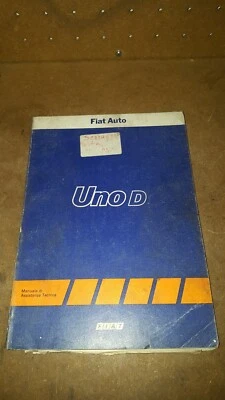 Fiat Auto
Uno D
Manuale di
Assistenza Tecnica
FIAT